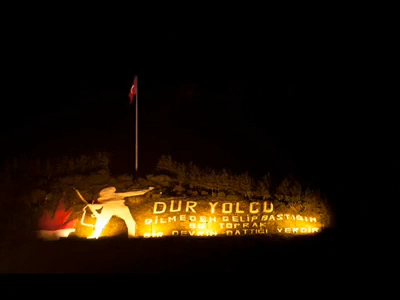 DUR YOLCU
BİLMEDEN GELİP BASTIĞIN
BU TOPRAK
BİR DEVRİN BATTIĞI YERDİR